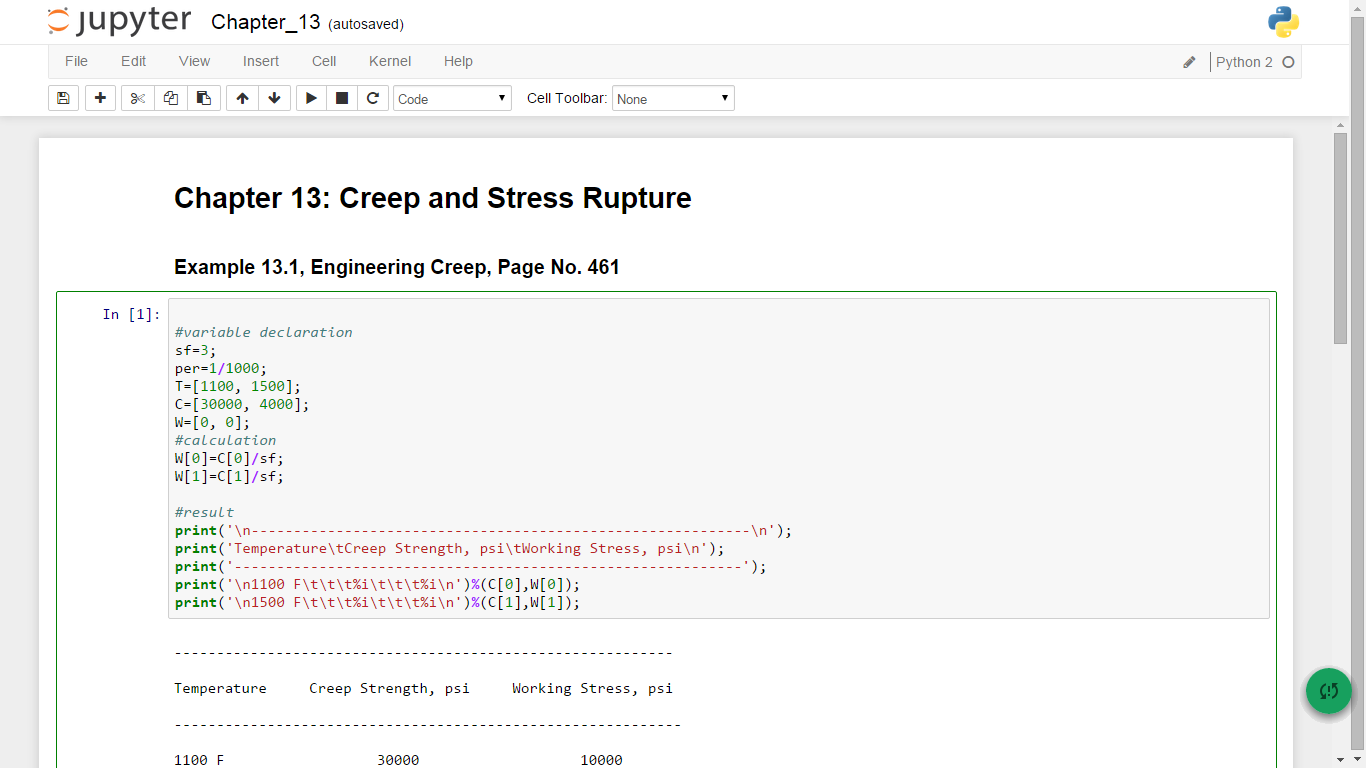 jupyter Chapter_13 (autosaved)
File Edit View Insert Cell Kernel Help Python 2
Code Cell Toolbar: None
Chapter 13: Creep and Stress Rupture
Example 13.1, Engineering Creep, Page No. 461
In [1]:
#variable declaration
sf=3;
per=1/1000;
T=[1100, 1500];
C=[30000, 4000];
W=[0, 0];
#calculation
W[0]=C[0]/sf;
W[1]=C[1]/sf;
#result
print('\n-----------------------------------------------------------\n');
print('Temperature\tCreep Strength, psi\tWorking Stress, psi\n');
print('------------------------------------------------------------');
print('\n1100 F\t\t\t%i\t\t\t%i\n')%(C[0],W[0]);
print('\n1500 F\t\t\t%i\t\t\t%i\n')%(C[1],W[1]);
-----------------------------------------------------------
Temperature     Creep Strength, psi     Working Stress, psi
------------------------------------------------------------
1100 F                  30000                   10000